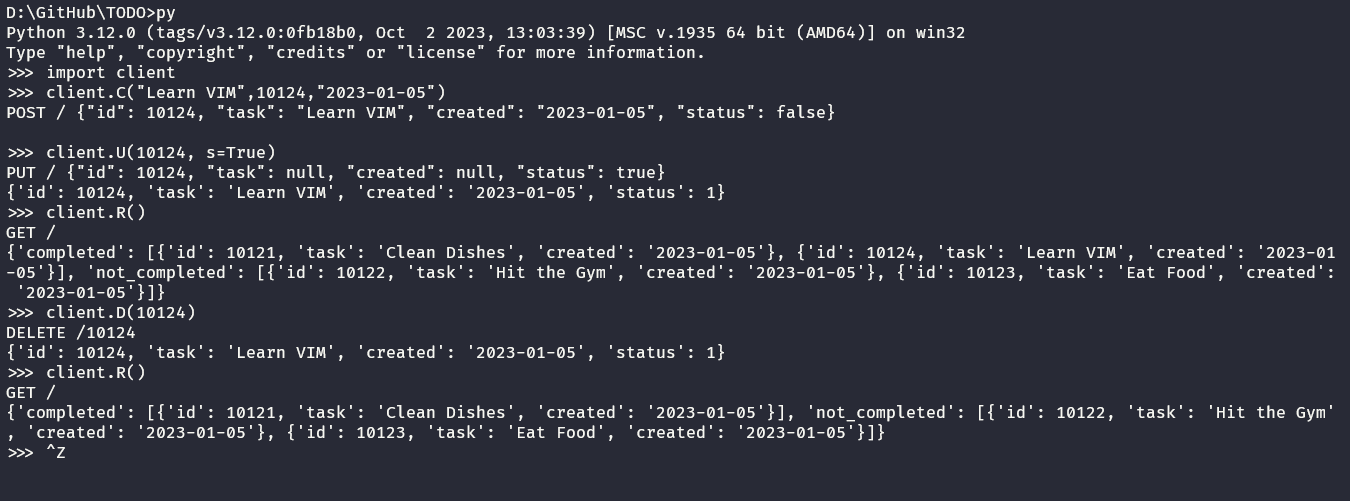 D:\GitHub\TODO>py
Python 3.12.0 (tags/v3.12.0:0fb18b0, Oct  2 2023, 13:03:39) [MSC v.1935 64 bit (AMD64)] on win32
Type "help", "copyright", "credits" or "license" for more information.
>>> import client
>>> client.C("Learn VIM",10124,"2023-01-05")
POST / {"id": 10124, "task": "Learn VIM", "created": "2023-01-05", "status": false}

>>> client.U(10124, s=True)
PUT / {"id": 10124, "task": null, "created": null, "status": true}
{'id': 10124, 'task': 'Learn VIM', 'created': '2023-01-05', 'status': 1}
>>> client.R()
GET /
{'completed': [{'id': 10121, 'task': 'Clean Dishes', 'created': '2023-01-05'}, {'id': 10124, 'task': 'Learn VIM', 'created': '2023-01
-05'}], 'not_completed': [{'id': 10122, 'task': 'Hit the Gym', 'created': '2023-01-05'}, {'id': 10123, 'task': 'Eat Food', 'created':
 '2023-01-05'}]}
>>> client.D(10124)
DELETE /10124
{'id': 10124, 'task': 'Learn VIM', 'created': '2023-01-05', 'status': 1}
>>> client.R()
GET /
{'completed': [{'id': 10121, 'task': 'Clean Dishes', 'created': '2023-01-05'}], 'not_completed': [{'id': 10122, 'task': 'Hit the Gym'
, 'created': '2023-01-05'}, {'id': 10123, 'task': 'Eat Food', 'created': '2023-01-05'}]}
>>> ^Z